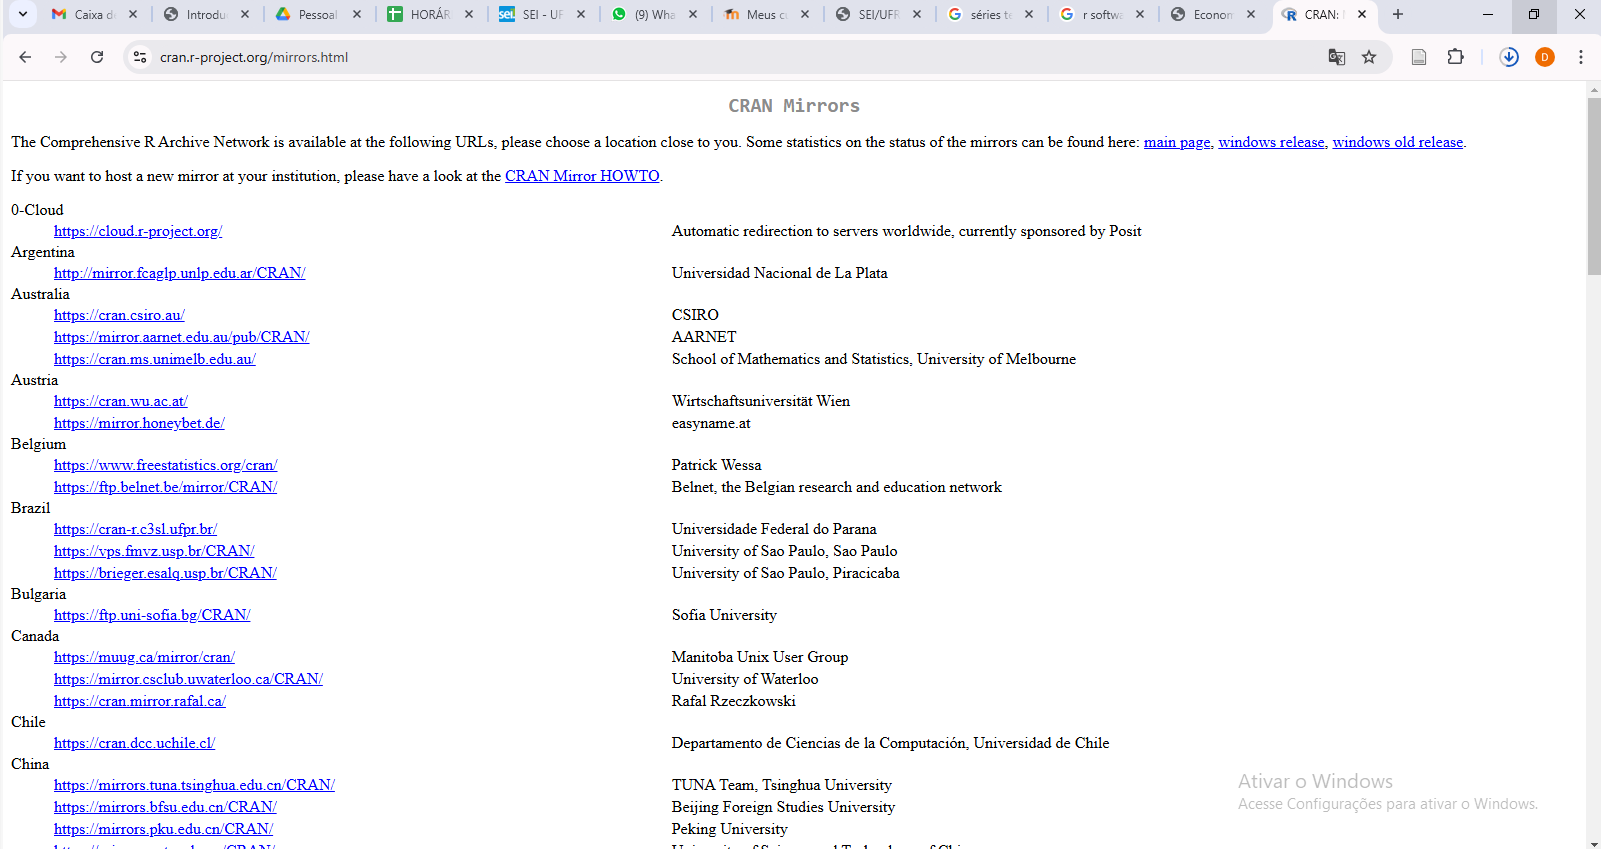 Caixa de
Introdu
Pessoal
HORÁR
SEI - UF
(9) Wha
Meus c
SEI/UFR
séries te
r softwa
Econom
CRAN:
cran.r-project.org/mirrors.html
D
CRAN Mirrors
The Comprehensive R Archive Network is available at the following URLs, please choose a location close to you. Some statistics on the status of the mirrors can be found here: main page, windows release, windows old release.
If you want to host a new mirror at your institution, please have a look at the CRAN Mirror HOWTO.
0-Cloud
https://cloud.r-project.org/ Automatic redirection to servers worldwide, currently sponsored by Posit
Argentina
http://mirror.fcaglp.unlp.edu.ar/CRAN/ Universidad Nacional de La Plata
Australia
https://cran.csiro.au/ CSIRO
https://mirror.aarnet.edu.au/pub/CRAN/ AARNET
https://cran.ms.unimelb.edu.au/ School of Mathematics and Statistics, University of Melbourne
Austria
https://cran.wu.ac.at/ Wirtschaftsuniversität Wien
https://mirror.honeybet.de/ easyname.at
Belgium
https://www.freestatistics.org/cran/ Patrick Wessa
https://ftp.belnet.be/mirror/CRAN/ Belnet, the Belgian research and education network
Brazil
https://cran-r.c3sl.ufpr.br/ Universidade Federal do Parana
https://vps.fmvz.usp.br/CRAN/ University of Sao Paulo, Sao Paulo
https://brieger.esalq.usp.br/CRAN/ University of Sao Paulo, Piracicaba
Bulgaria
https://ftp.uni-sofia.bg/CRAN/ Sofia University
Canada
https://muug.ca/mirror/cran/ Manitoba Unix User Group
https://mirror.csclub.uwaterloo.ca/CRAN/ University of Waterloo
https://cran.mirror.rafal.ca/ Rafal Rzeczkowski
Chile
https://cran.dcc.uchile.cl/ Departamento de Ciencias de la Computación, Universidad de Chile
China
https://mirrors.tuna.tsinghua.edu.cn/CRAN/ TUNA Team, Tsinghua University
https://mirrors.bfsu.edu.cn/CRAN/ Beijing Foreign Studies University
https://mirrors.pku.edu.cn/CRAN/ Peking University
Ativar o Windows
Acesse Configurações para ativar o Windows.